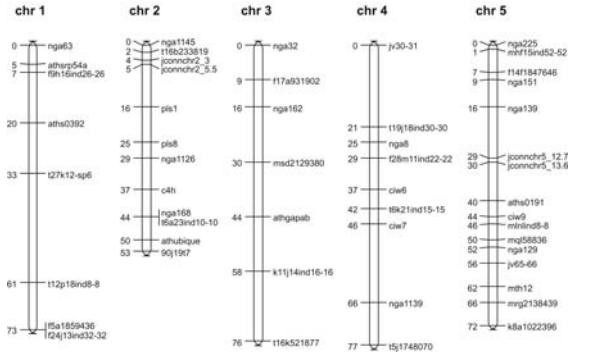 chr 1
0 nga63
5 athsrp54a
7 f9h16ind26-26
20 aths0392
33 t27k12-sp6
61 t12p18ind8-8
73 f5a1859436
f24j13ind32-32
chr 2
0 nga1145
2 t16b233819
4 jconnchr2_3
5 jconnchr2_5.5
16 pls1
25 pls8
29 nga1126
37 c4h
44 nga168
t6a23ind10-10
50 athubique
53 90j19t7
chr 3
0 nga32
9 f17a931902
16 nga162
30 msd2129380
44 athgapab
58 k11j14ind16-16
76 t16k521877
chr 4
0 jv30-31
21 t19j18ind30-30
25 nga8
29 f28m11ind22-22
37 ciw6
42 t6k21ind15-15
46 ciw7
66 nga1139
77 t5j1748070
chr 5
0 nga225
1 mhf15ind52-52
7 f14f1847646
9 nga151
16 nga139
29 jconnchr5_12.7
30 jconnchr5_13.6
40 aths0191
44 ciw9
46 mlnlind8-8
50 mql58836
52 nga129
56 jv65-66
62 mth12
66 mrg2138439
72 k8a1022396